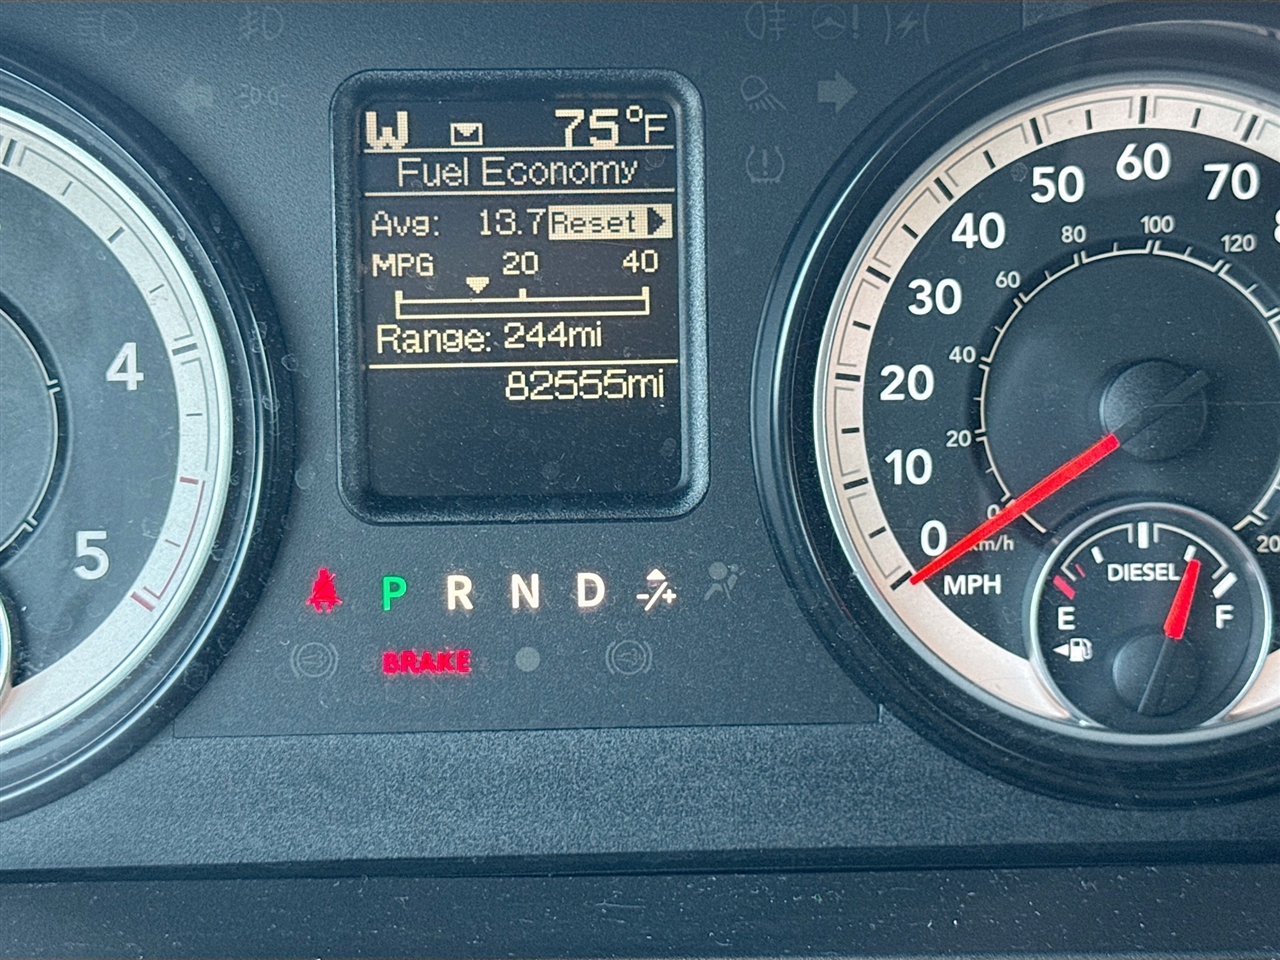 W 75°F
Fuel Economy
Avg: 13.7 Reset
MPG 20 40
Range: 244mi
82555mi
4
5
P R N D -/+
BRAKE
0 10 20 30 40 50 60 70
MPH
0 20 40 60 80 100 120
km/h
DIESEL
E F